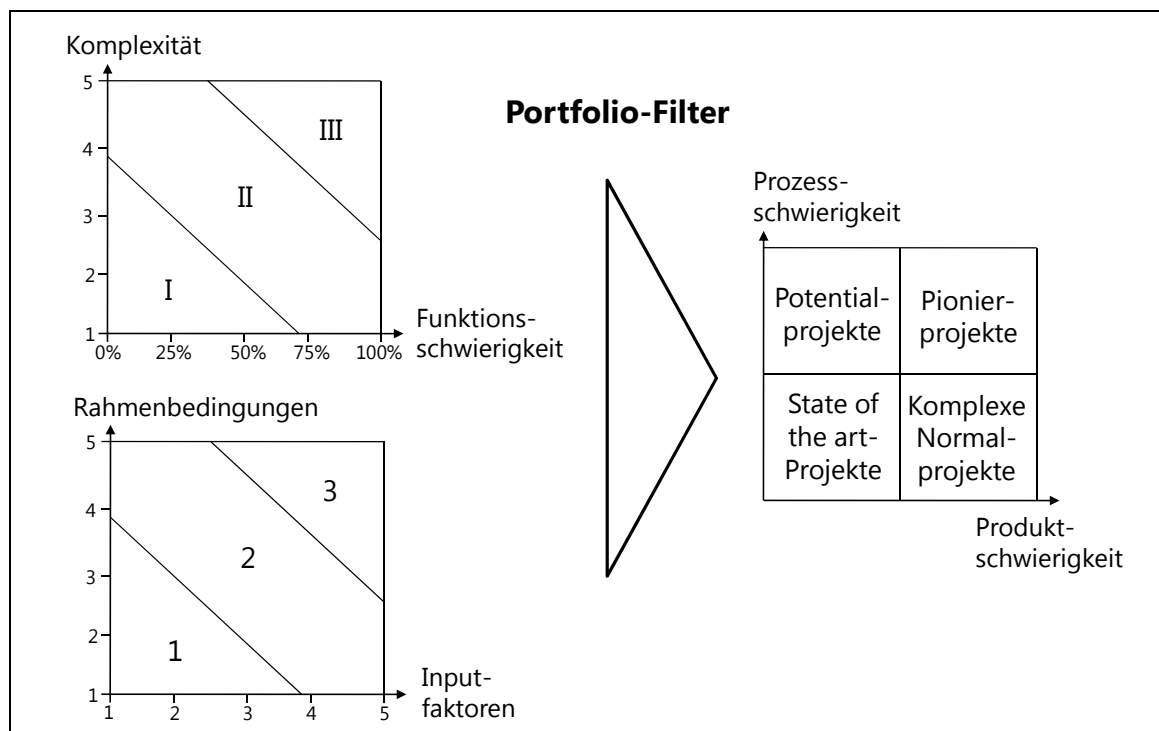 Komplexität
5
4
3
2
1
I
II
III
0% 25% 50% 75% 100%
Funktions-
schwierigkeit
Rahmenbedingungen
5
4
3
2
1
1
2
3
1 2 3 4 5
Input-
faktoren
Portfolio-Filter
Prozess-
schwierigkeit
Potential-
projekte
Pionier-
projekte
State of
the art-
Projekte
Komplexe
Normal-
projekte
Produkt-
schwierigkeit